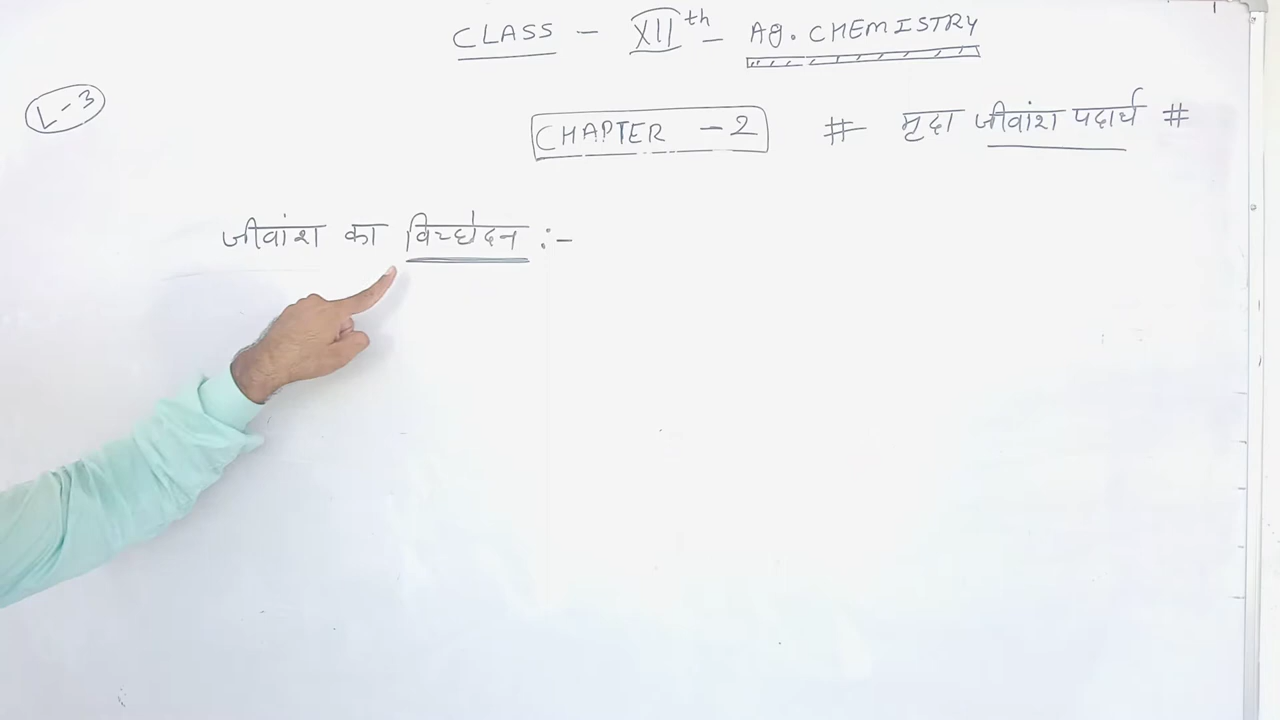 CLASS - XIIth - Ag. CHEMISTRY
L-3
CHAPTER - 2 # मृदा जीवांश पदार्थ #
जीवांश का विच्छेदन :-